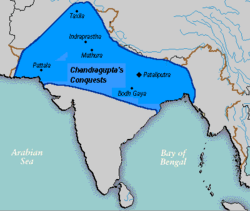 Taxila
Indraprastha
Mathura
Pattala
Chandragupta's
Conquests
Pataliputra
Bodh Gaya
Arabian
Sea
Bay of
Bengal